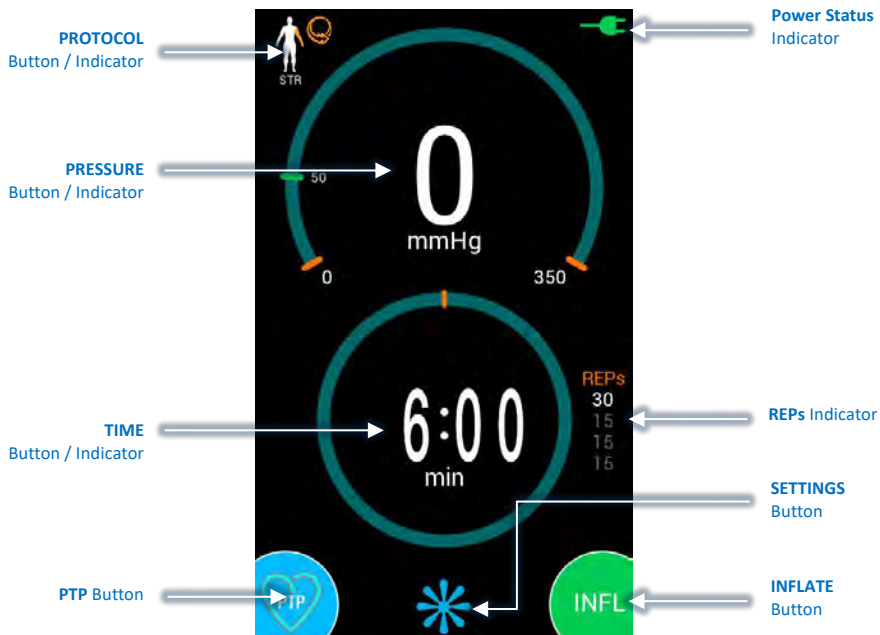 PROTOCOL
Button / Indicator
Power Status
Indicator
STR
PRESSURE
Button / Indicator
50
0
mmHg
0
350
TIME
Button / Indicator
6:00
min
REPs
30
15
15
15
REPs Indicator
SETTINGS
Button
PTP Button
PTP
INFL
INFLATE
Button